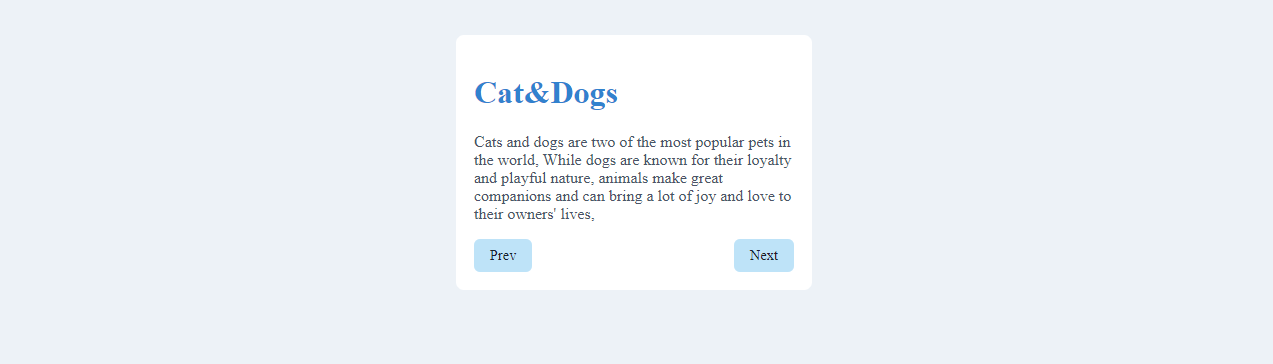 Cat&Dogs
Cats and dogs are two of the most popular pets in
the world, While dogs are known for their loyalty
and playful nature, animals make great
companions and can bring a lot of joy and love to
their owners' lives,
Prev
Next